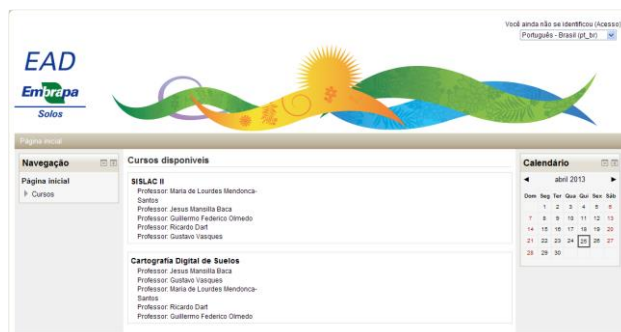 Você ainda não se identificou (Acesso)
Português - Brasil (pt_br)
EAD
Embrapa
Solos
Página inicial
Navegação
Página inicial
Cursos
Cursos disponíveis
SISLAC II
Professor: Maria de Lourdes Mendonca-
Santos
Professor: Jesus Mansilla Baca
Professor: Guillermo Federico Olmedo
Professor: Ricardo Dart
Professor: Gustavo Vasques
Cartografía Digital de Suelos
Professor: Jesus Mansilla Baca
Professor: Gustavo Vasques
Professor: Maria de Lourdes Mendonca-
Santos
Professor: Ricardo Dart
Professor: Guillermo Federico Olmedo
Calendário
◄ abril 2013 ►
Dom Seg Ter Qua Qui Sex Sáb
1 2 3 4 5 6
7 8 9 10 11 12 13
14 15 16 17 18 19 20
21 22 23 24 25 26 27
28 29 30